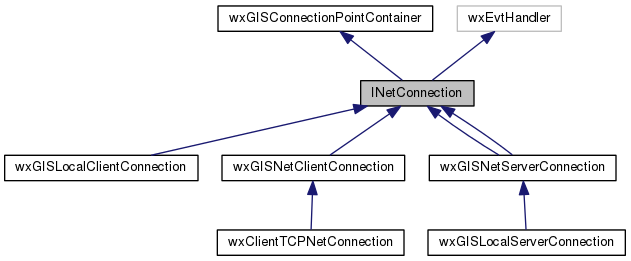 wxGISConnectionPointContainer
wxEvtHandler
INetConnection
wxGISLocalClientConnection
wxGISNetClientConnection
wxGISNetServerConnection
wxClientTCPNetConnection
wxGISLocalServerConnection